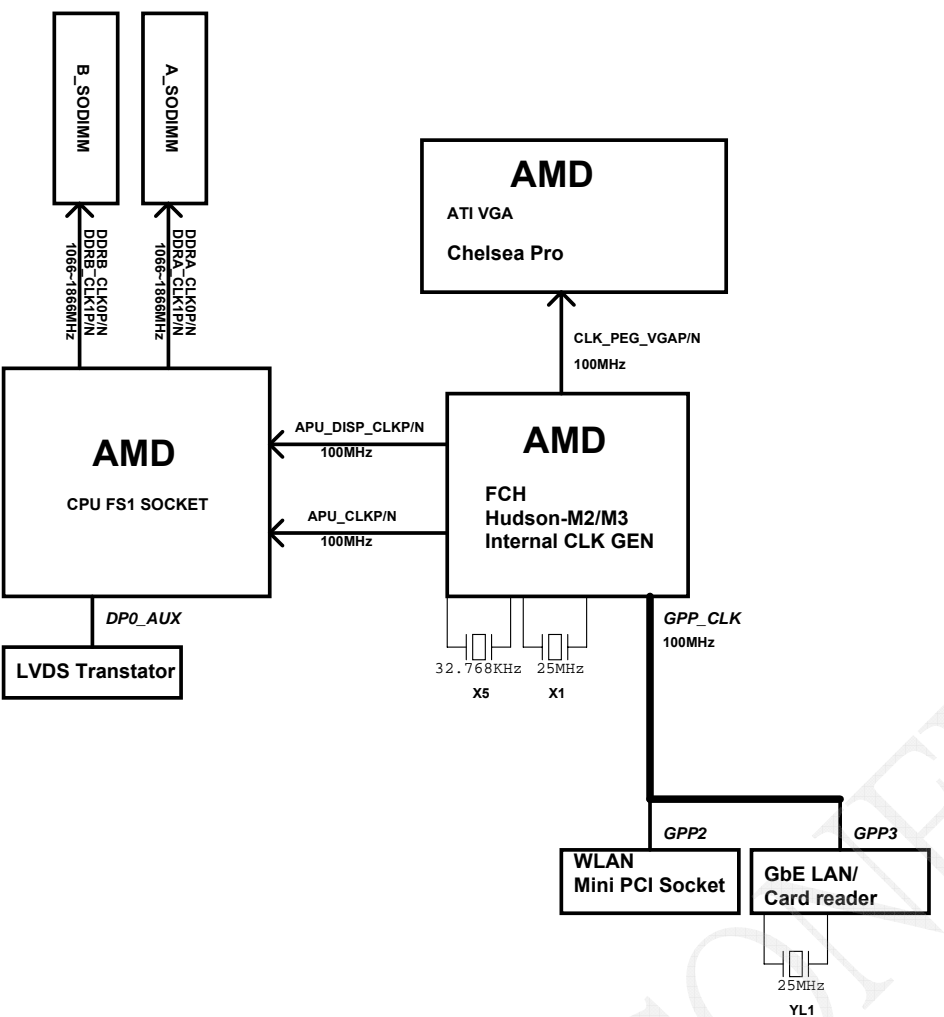 B_SODIMM
A_SODIMM
DDRB_CLK0P/N
DDRB_CLK1P/N
1066~1866MHz
DDRA_CLK0P/N
DDRA_CLK1P/N
1066~1866MHz
AMD
ATI VGA
Chelsea Pro
CLK_PEG_VGAP/N
100MHz
AMD
CPU FS1 SOCKET
APU_DISP_CLKP/N
100MHz
APU_CLKP/N
100MHz
AMD
FCH
Hudson-M2/M3
Internal CLK GEN
DP0_AUX
LVDS Transtator
32.768KHz
X5
25MHz
X1
GPP_CLK
100MHz
GPP2
GPP3
WLAN
Mini PCI Socket
GbE LAN/
Card reader
25MHz
YL1